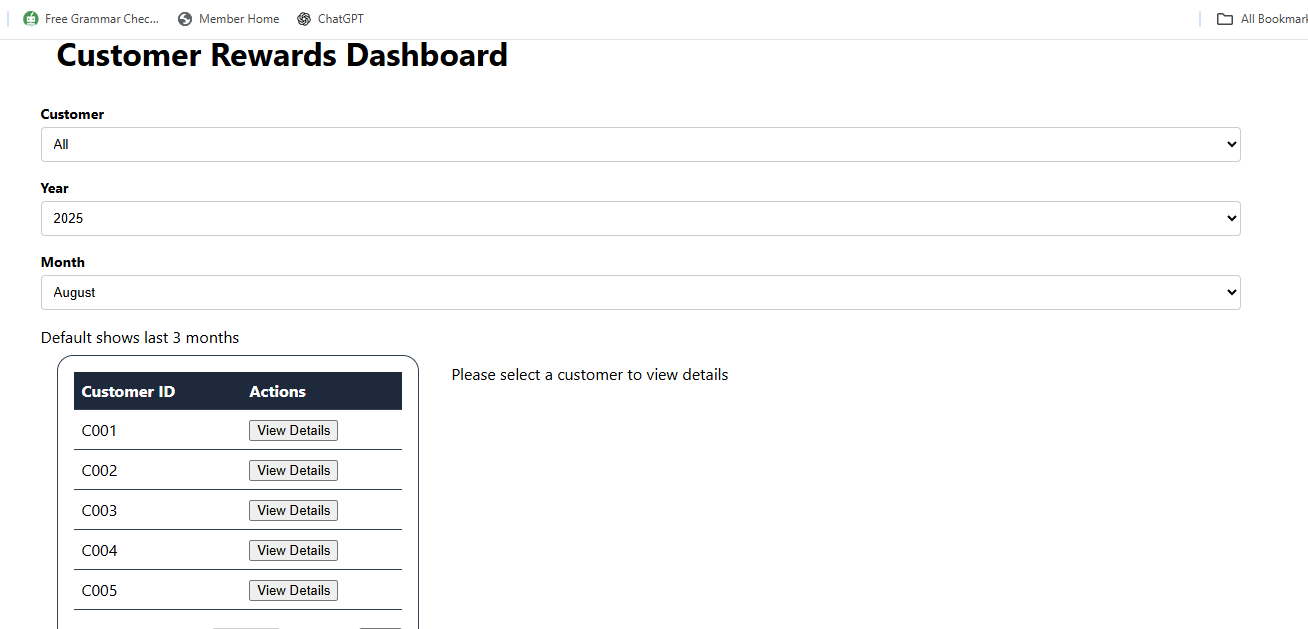 Free Grammar Chec... Member Home ChatGPT All Bookmark
Customer Rewards Dashboard
Customer
All
Year
2025
Month
August
Default shows last 3 months
Customer ID Actions Please select a customer to view details
C001 View Details
C002 View Details
C003 View Details
C004 View Details
C005 View Details